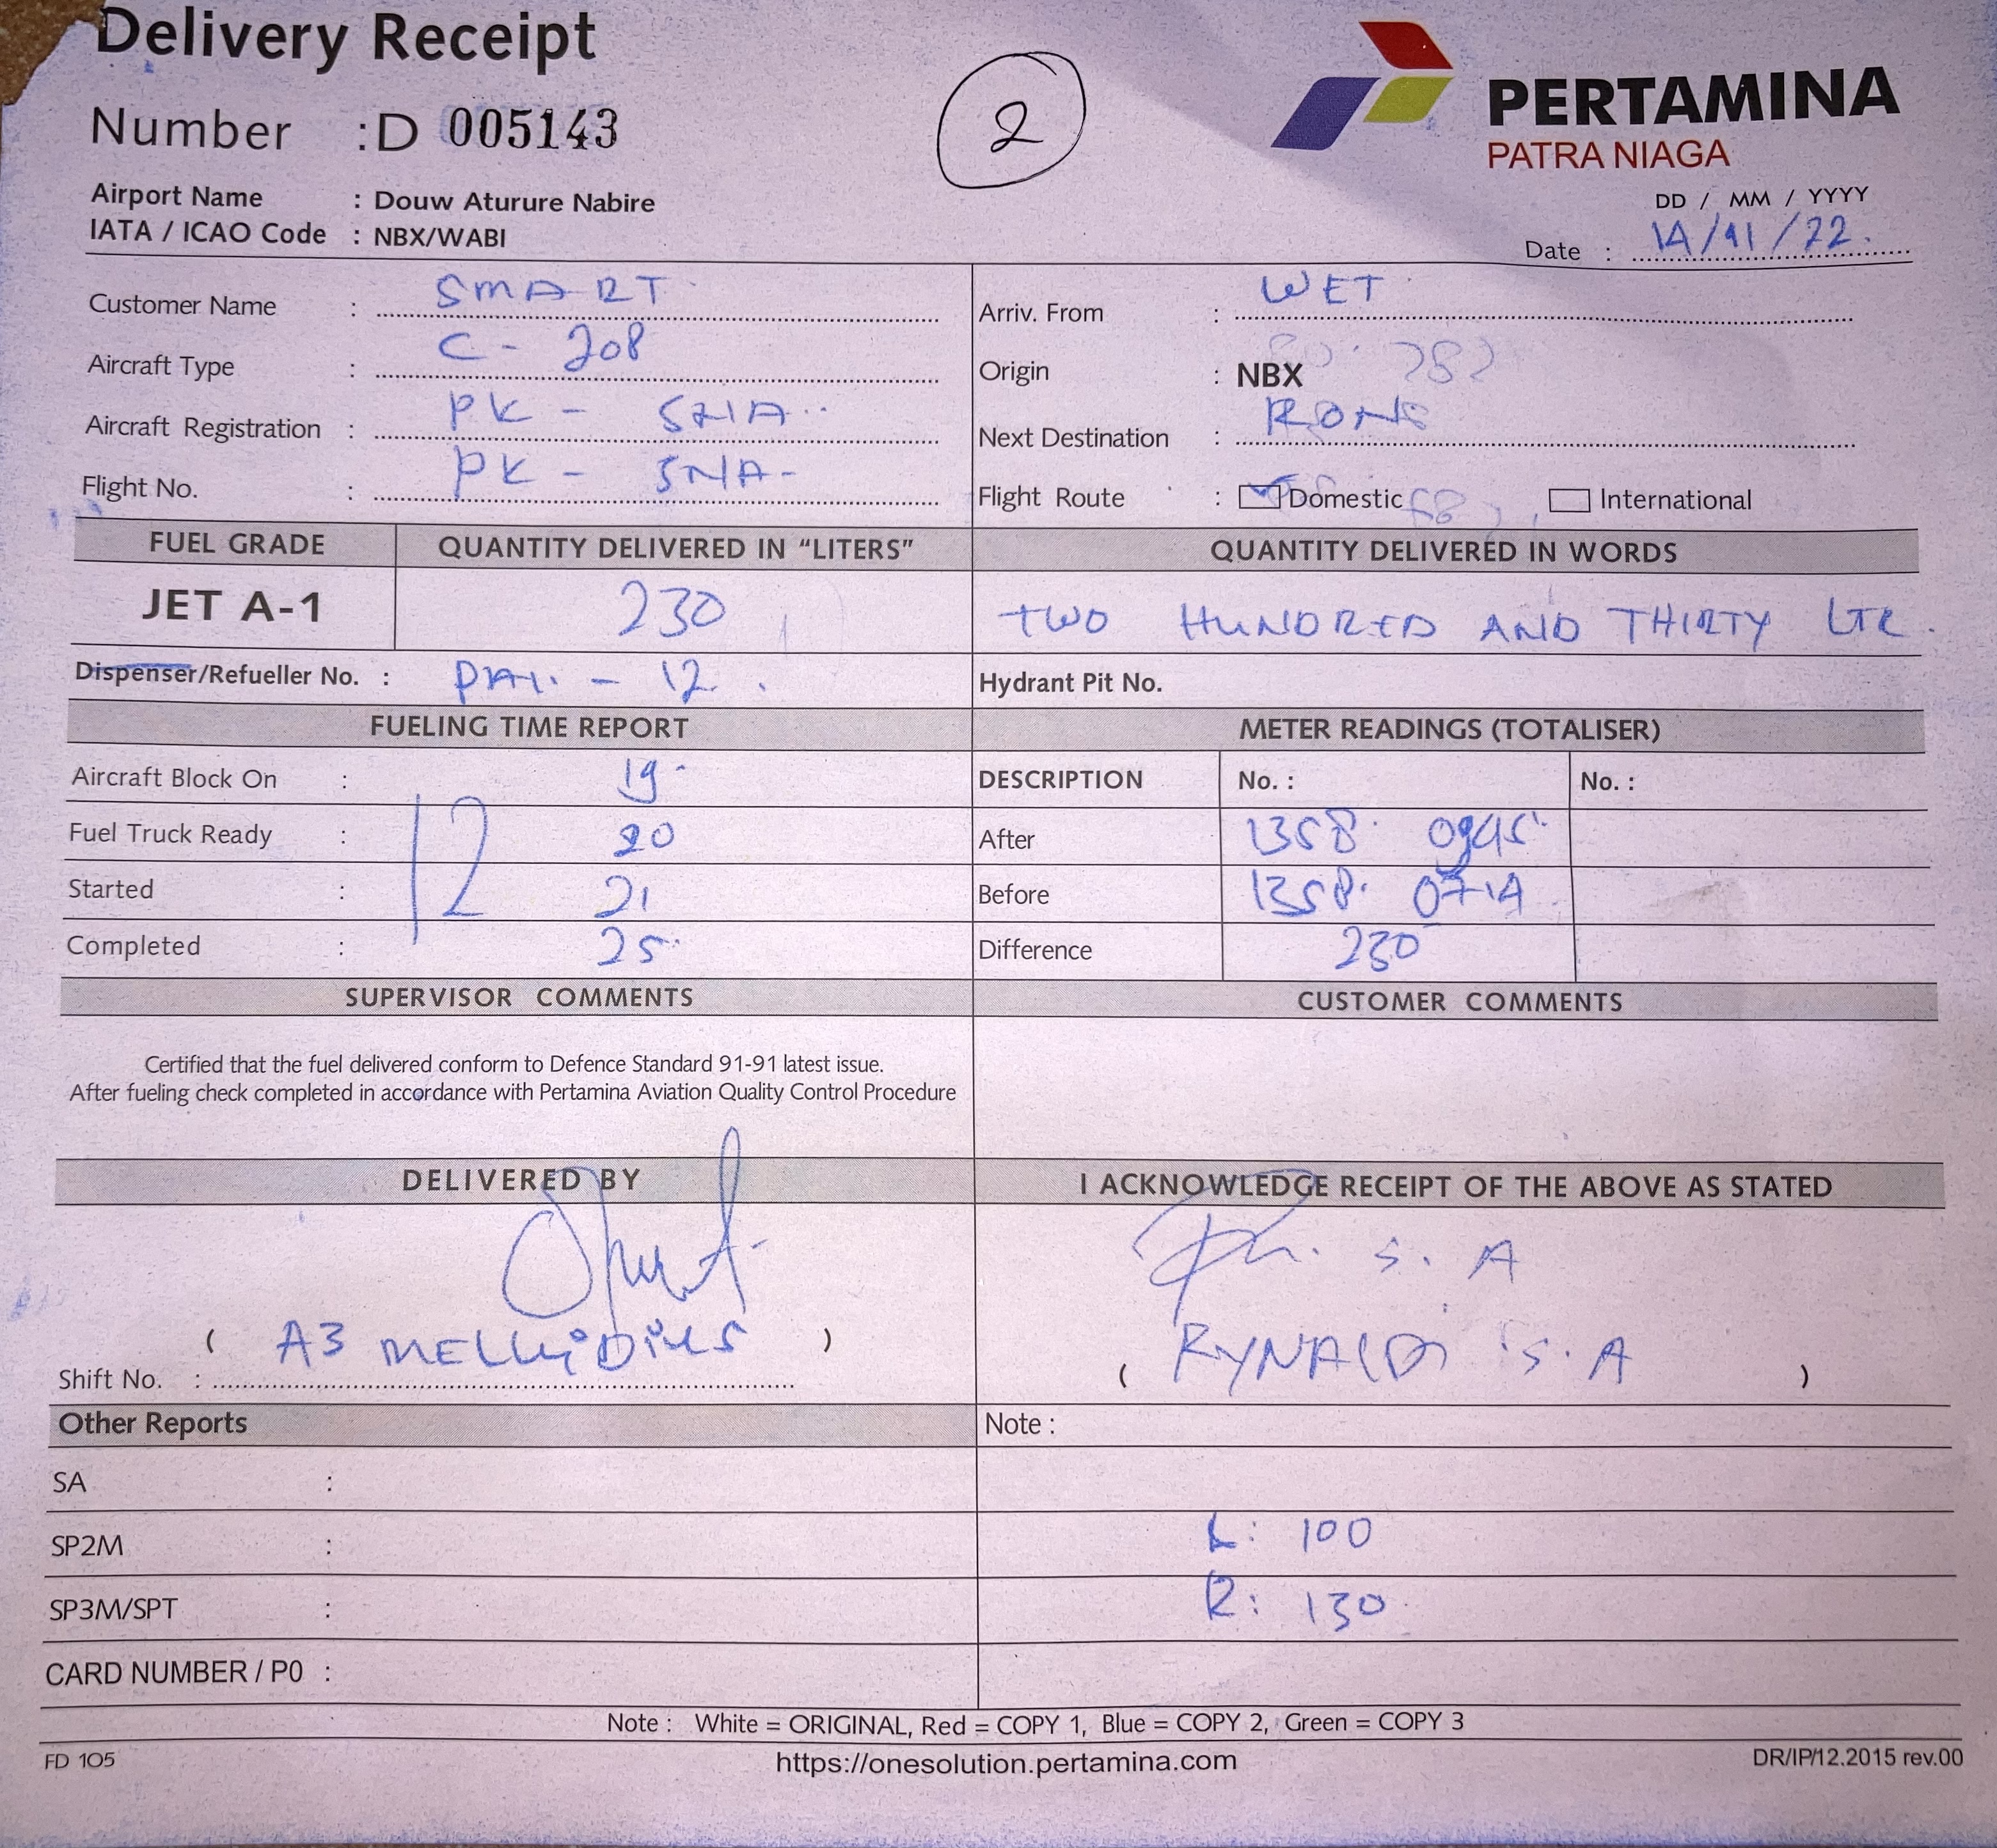 Delivery Receipt
Number : D 005143
2
PERTAMINA
PATRA NIAGA
Airport Name : Douw Aturure Nabire
IATA / ICAO Code : NBX/WABI
DD / MM / YYYY
Date : 14/11/22.
Customer Name : SMART
Aircraft Type : C - 208
Aircraft Registration : PK - SNA
Flight No. : PK - SNA -
Arriv. From : WET
Origin : NBX
Next Destination :
Flight Route : Domestic International
FUEL GRADE QUANTITY DELIVERED IN "LITERS" QUANTITY DELIVERED IN WORDS
JET A-1 230 TWO HUNDRED AND THIRTY LTR.
Dispenser/Refueller No. : - 12 . Hydrant Pit No.
FUELING TIME REPORT METER READINGS (TOTALISER)
Aircraft Block On : 19 DESCRIPTION No. : No. :
Fuel Truck Ready : 20 After 1358
12
Started : 21 Before 1358. 0714
Completed : 25 Difference 230
SUPERVISOR COMMENTS CUSTOMER COMMENTS
Certified that the fuel delivered conform to Defence Standard 91-91 latest issue.
After fueling check completed in accordance with Pertamina Aviation Quality Control Procedure
DELIVERED BY I ACKNOWLEDGE RECEIPT OF THE ABOVE AS STATED
S. A
( A3 ) ( RYNALDI S. A )
Shift No. :
Other Reports Note :
SA :
SP2M : L: 100
SP3M/SPT : R: 130
CARD NUMBER / P0 :
Note : White = ORIGINAL, Red = COPY 1, Blue = COPY 2, Green = COPY 3
FD 105 https://onesolution.pertamina.com DR/IP/12.2015 rev.00